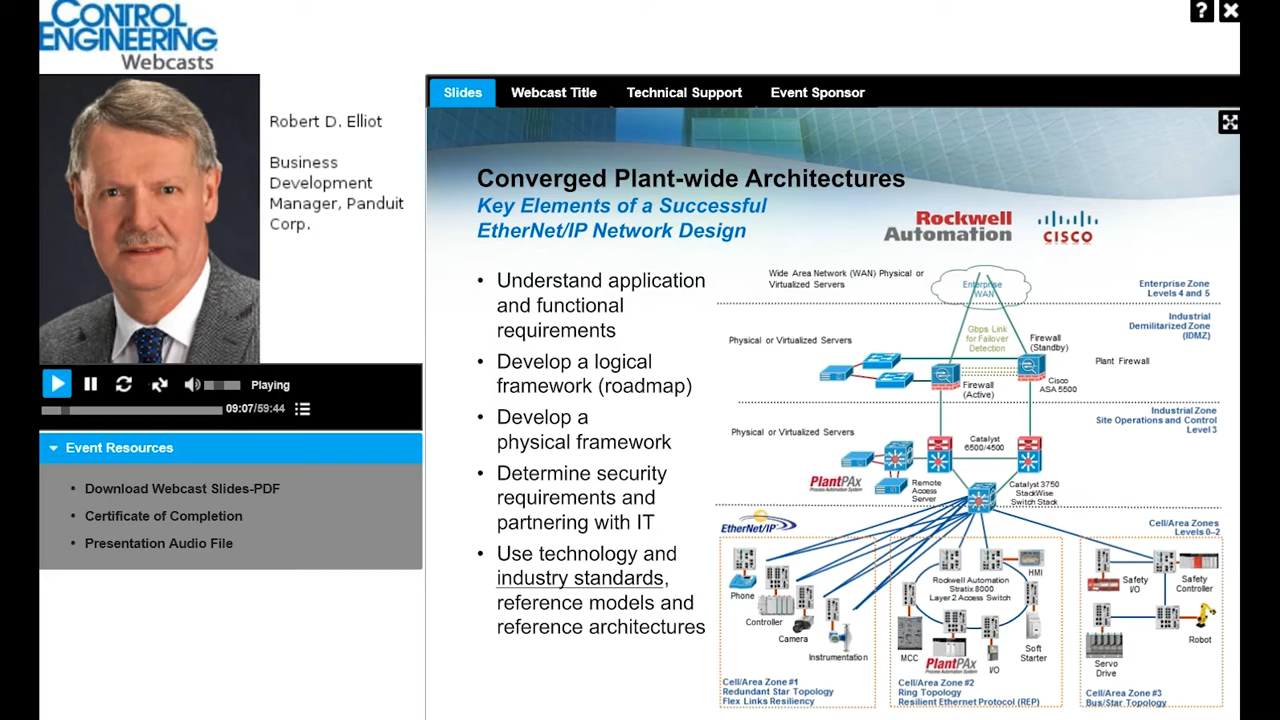 CONTROL
ENGINEERING
Webcasts
? X
Robert D. Elliot
Business
Development
Manager, Panduit
Corp.
Playing
09:07/59:44
Event Resources
• Download Webcast Slides-PDF
• Certificate of Completion
• Presentation Audio File
Slides
Webcast Title
Technical Support
Event Sponsor
Converged Plant-wide Architectures
Key Elements of a Successful
EtherNet/IP Network Design
Rockwell
Automation
CISCO
• Understand application
and functional
requirements
• Develop a logical
framework (roadmap)
• Develop a
physical framework
• Determine security
requirements and
partnering with IT
• Use technology and
industry standards,
reference models and
reference architectures
Wide Area Network (WAN) Physical or
Virtualized Servers
Enterprise
WAN
Enterprise Zone
Levels 4 and 5
Industrial
Demilitarized Zone
(IDMZ)
Physical or Virtualized Servers
Gbps Link
for Failover
Detection
Firewall
(Standby)
Plant Firewall
Firewall
(Active)
Cisco
ASA 5500
Industrial Zone
Site Operations and Control
Level 3
Physical or Virtualized Servers
Catalyst
6500/4500
PlantPAx
Process Automation System
Remote
Access
Server
Catalyst 3750
StackWise
Switch Stack
EtherNet/IP
Cell/Area Zones
Levels 0–2
Phone
Controller
Camera
Instrumentation
Cell/Area Zone #1
Redundant Star Topology
Flex Links Resiliency
Rockwell Automation
Stratix 8000
Layer 2 Access Switch
HMI
MCC
PlantPAx
Process Automation System
I/O
Soft
Starter
Cell/Area Zone #2
Ring Topology
Resilient Ethernet Protocol (REP)
Safety
I/O
Safety
Controller
Robot
Servo
Drive
Cell/Area Zone #3
Bus/Star Topology